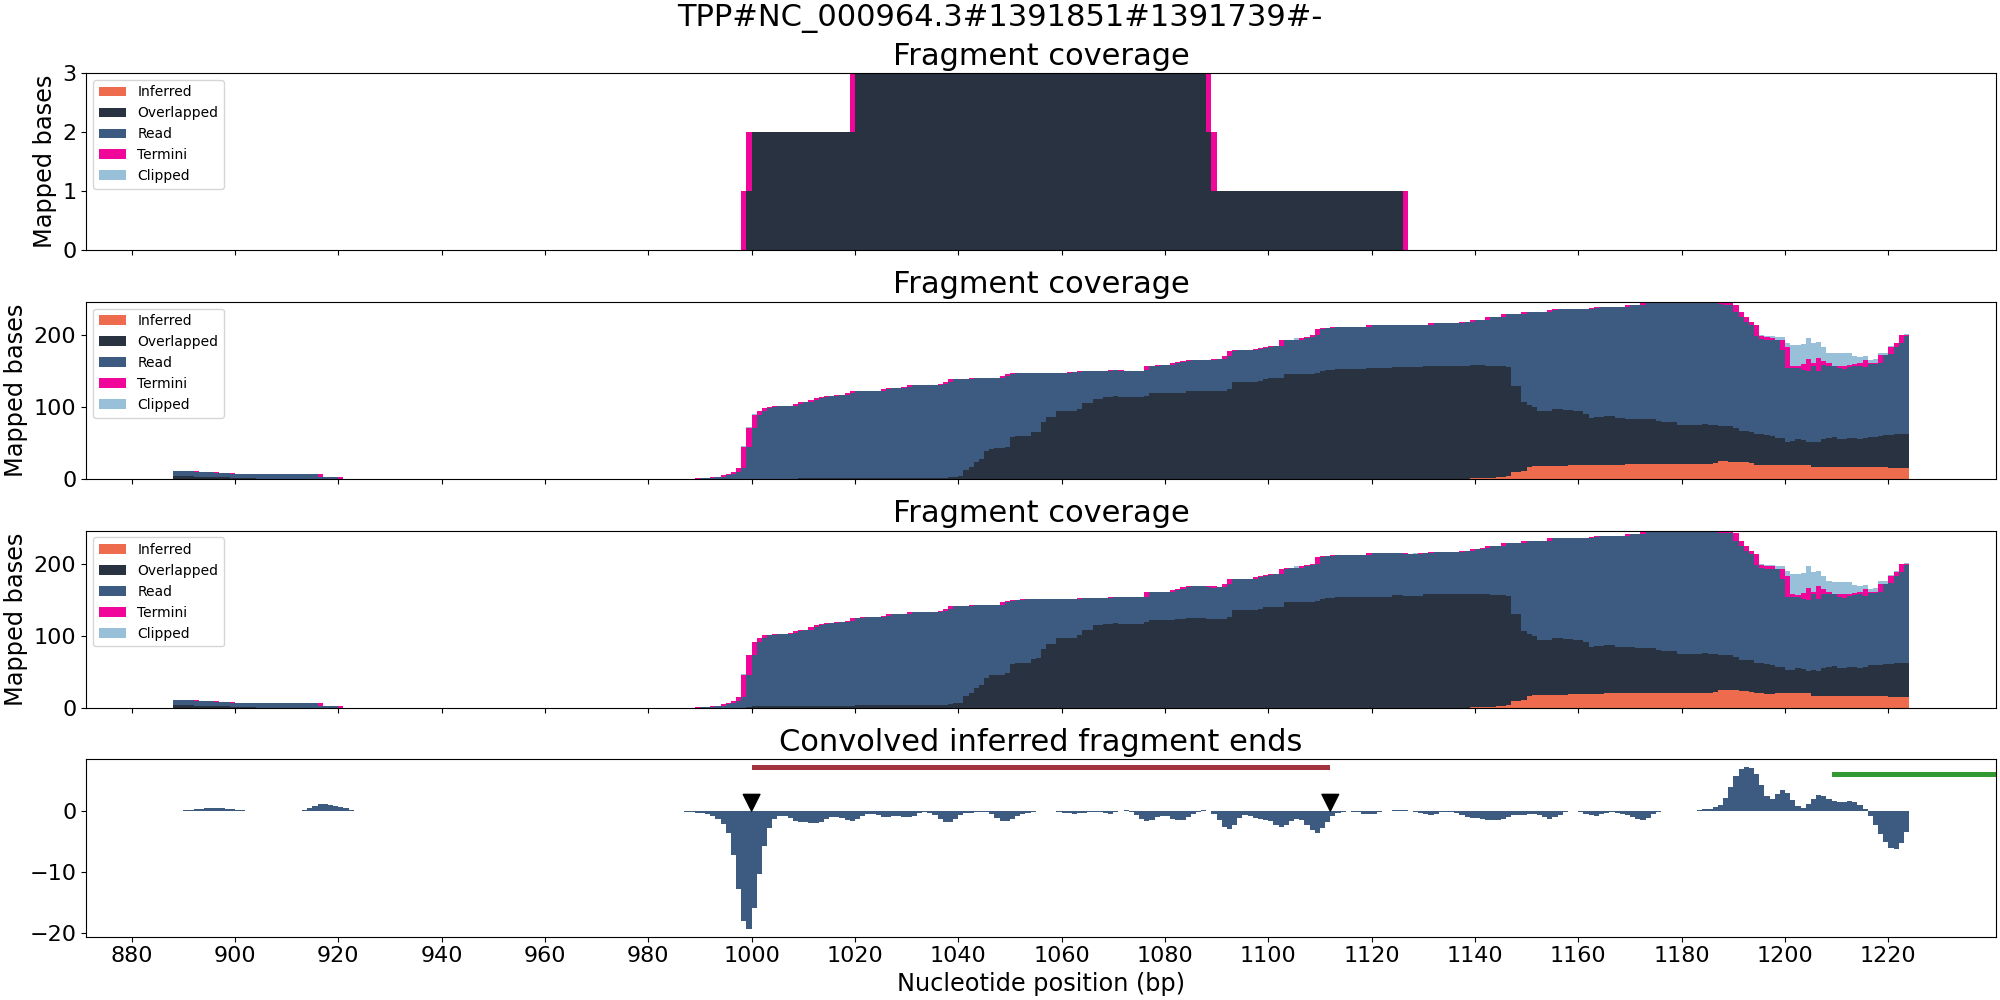 TPP#NC_000964.3#1391851#1391739#-
Fragment coverage
Mapped bases
3
2
1
0
Inferred
Overlapped
Read
Termini
Clipped
Fragment coverage
Mapped bases
200
100
0
Inferred
Overlapped
Read
Termini
Clipped
Fragment coverage
Mapped bases
200
100
0
Inferred
Overlapped
Read
Termini
Clipped
Convolved inferred fragment ends
0
−10
−20
880 900 920 940 960 980 1000 1020 1040 1060 1080 1100 1120 1140 1160 1180 1200 1220
Nucleotide position (bp)